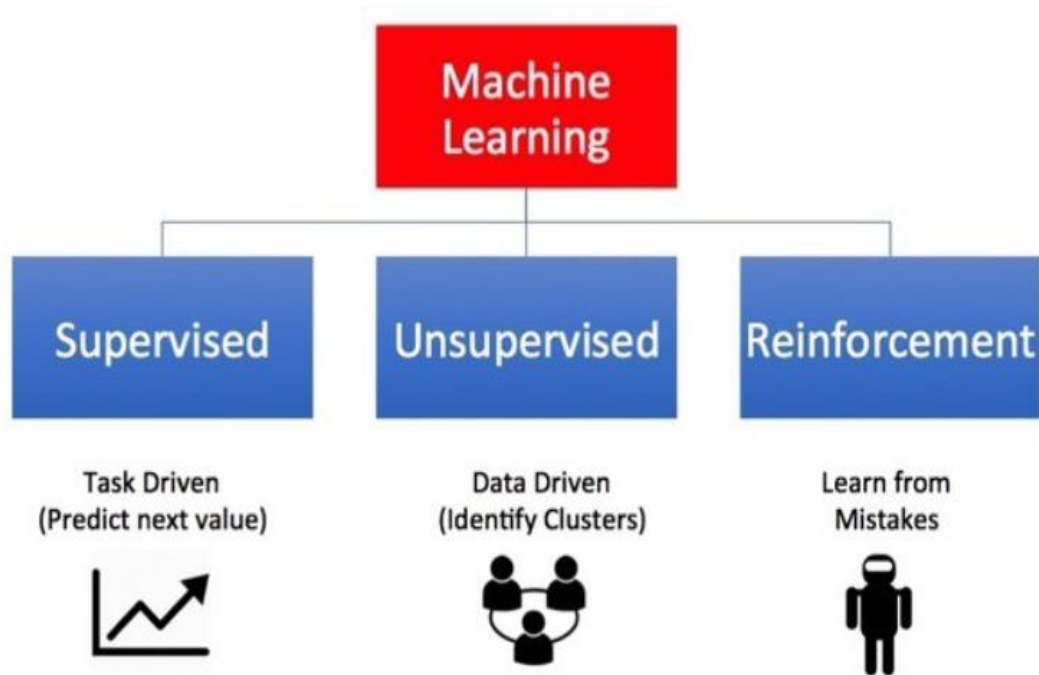 Machine
Learning
Supervised
Unsupervised
Reinforcement
Task Driven
(Predict next value)
Data Driven
(Identify Clusters)
Learn from
Mistakes